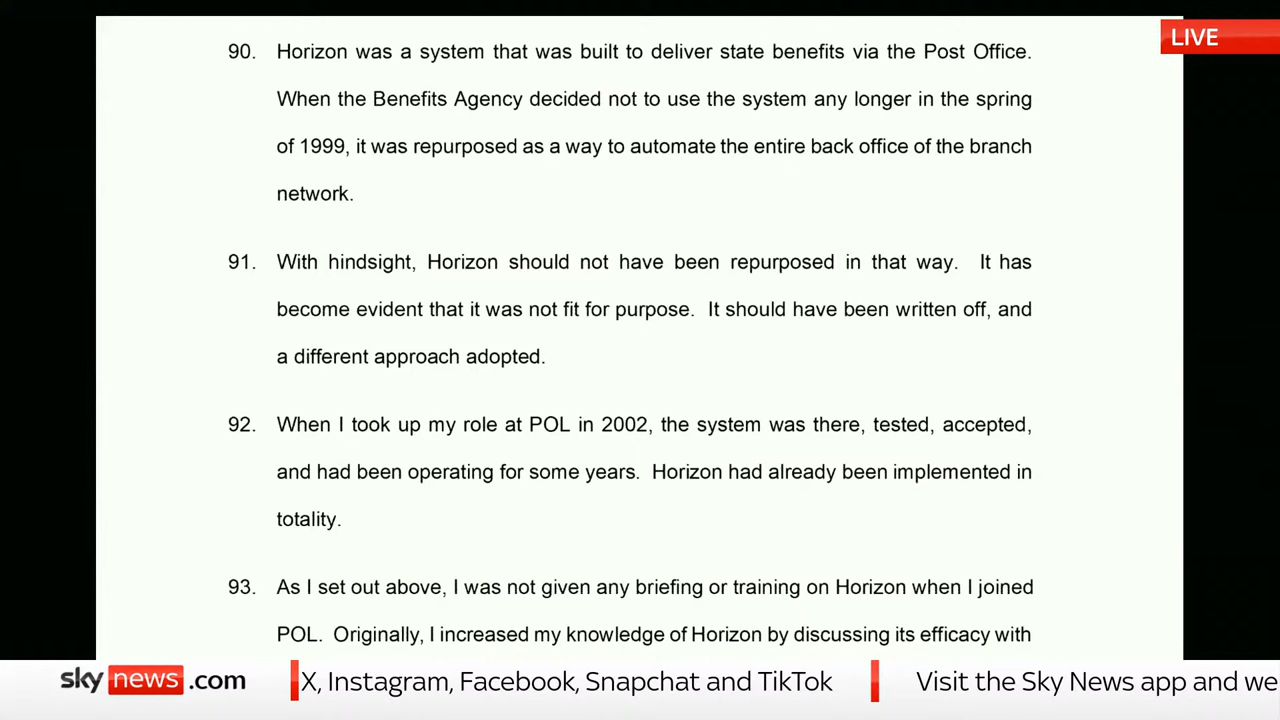 LIVE
90. Horizon was a system that was built to deliver state benefits via the Post Office.
When the Benefits Agency decided not to use the system any longer in the spring
of 1999, it was repurposed as a way to automate the entire back office of the branch
network.
91. With hindsight, Horizon should not have been repurposed in that way. It has
become evident that it was not fit for purpose. It should have been written off, and
a different approach adopted.
92. When I took up my role at POL in 2002, the system was there, tested, accepted,
and had been operating for some years. Horizon had already been implemented in
totality.
93. As I set out above, I was not given any briefing or training on Horizon when I joined
POL. Originally, I increased my knowledge of Horizon by discussing its efficacy with
sky news .com X, Instagram, Facebook, Snapchat and TikTok Visit the Sky News app and we